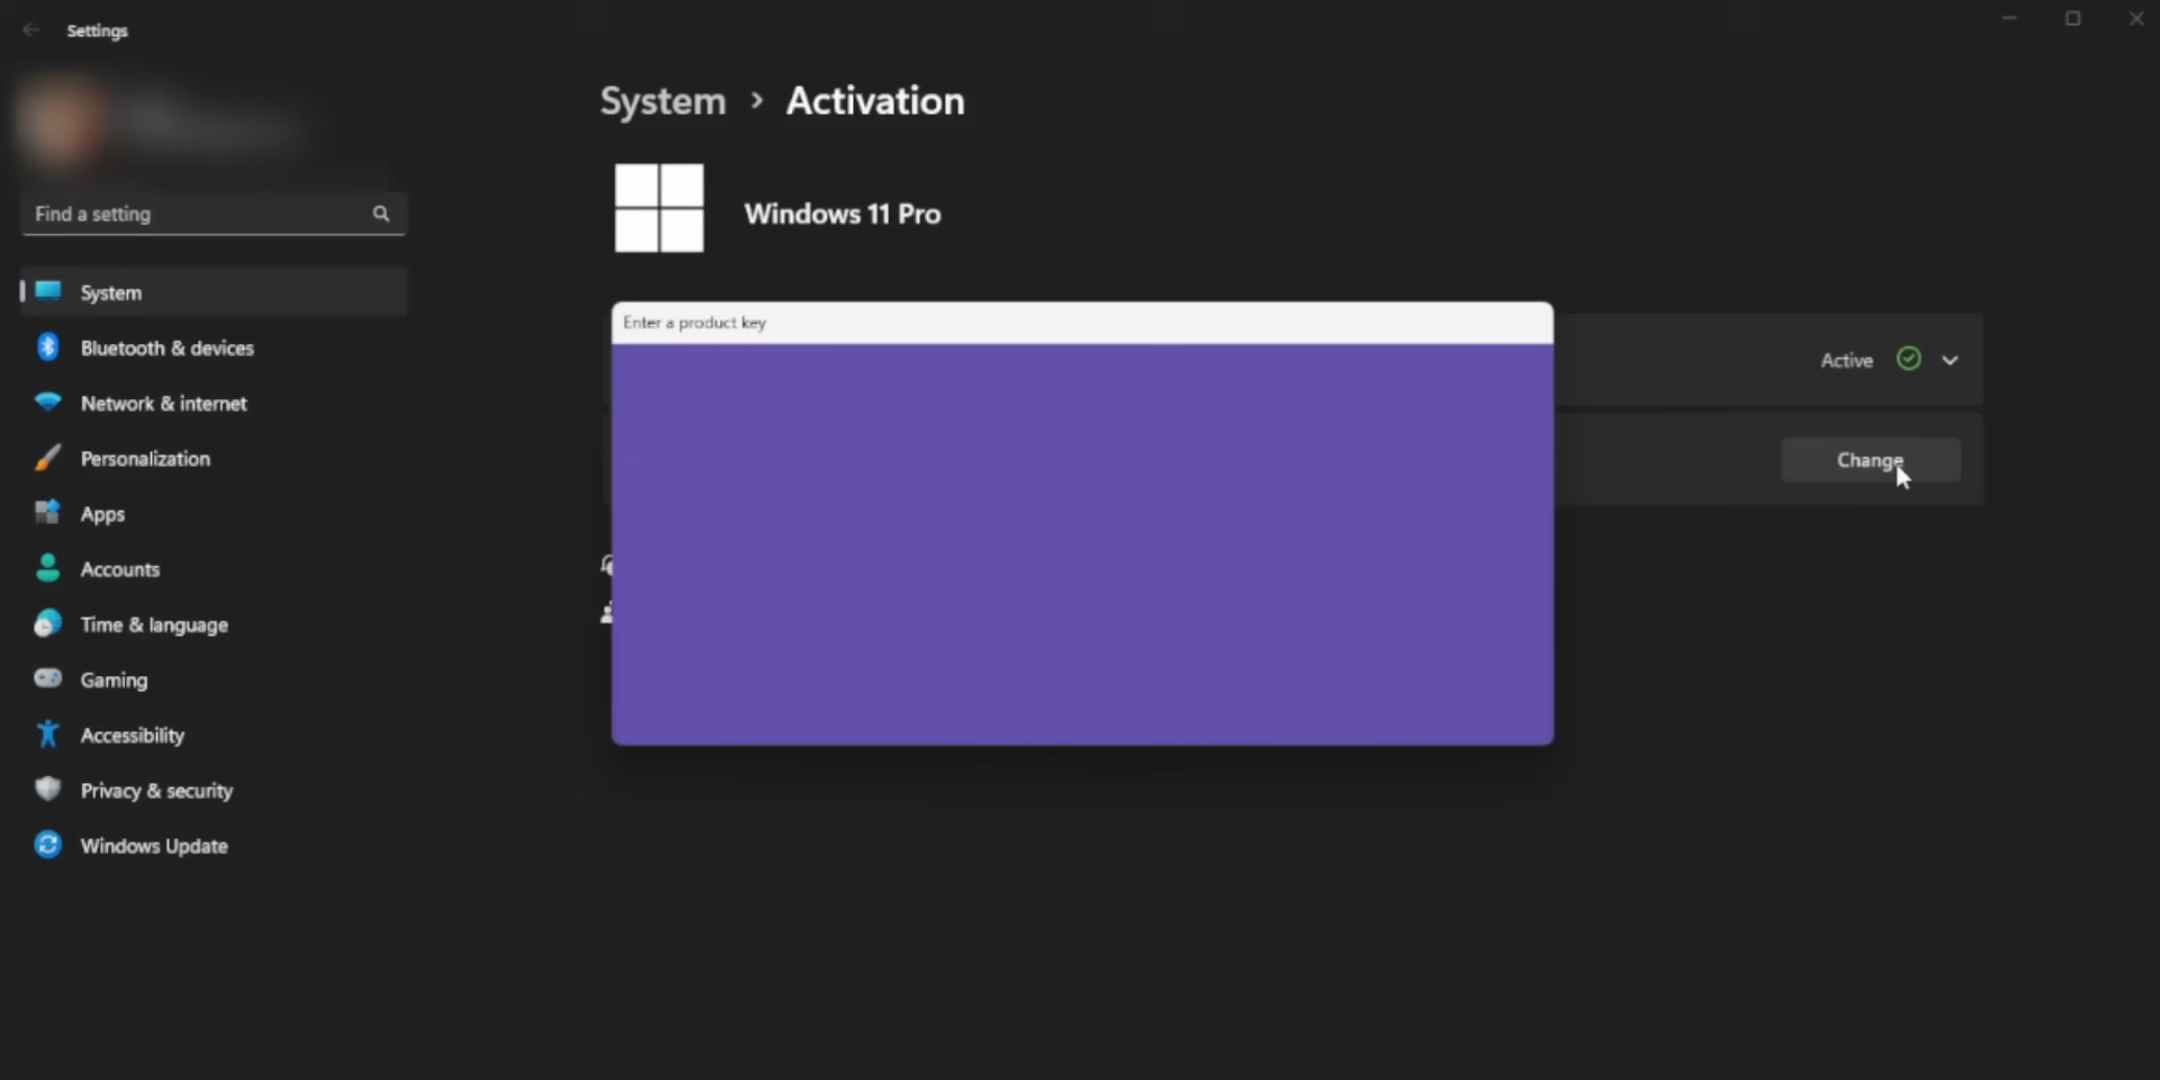 Settings
System > Activation
Windows 11 Pro
Find a setting
System
Bluetooth & devices
Network & internet
Personalization
Apps
Accounts
Time & language
Gaming
Accessibility
Privacy & security
Windows Update
Enter a product key
Active
Change